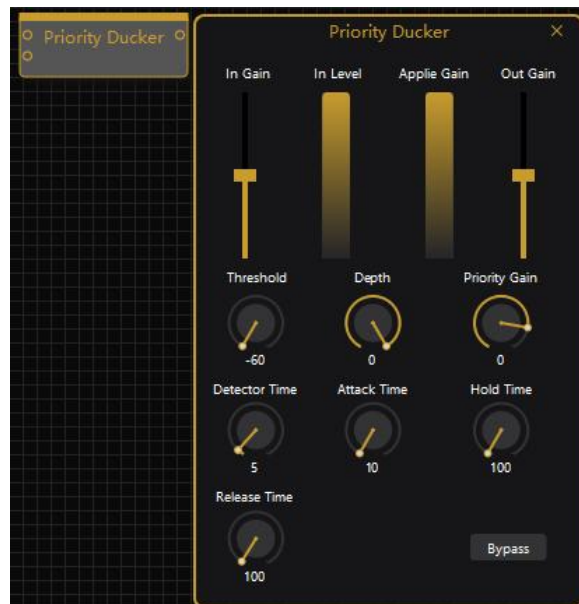 Priority Ducker
Priority Ducker
In Gain In Level Applie Gain Out Gain
Threshold Depth Priority Gain
-60 0 0
Detector Time Attack Time Hold Time
5 10 100
Release Time
100
Bypass